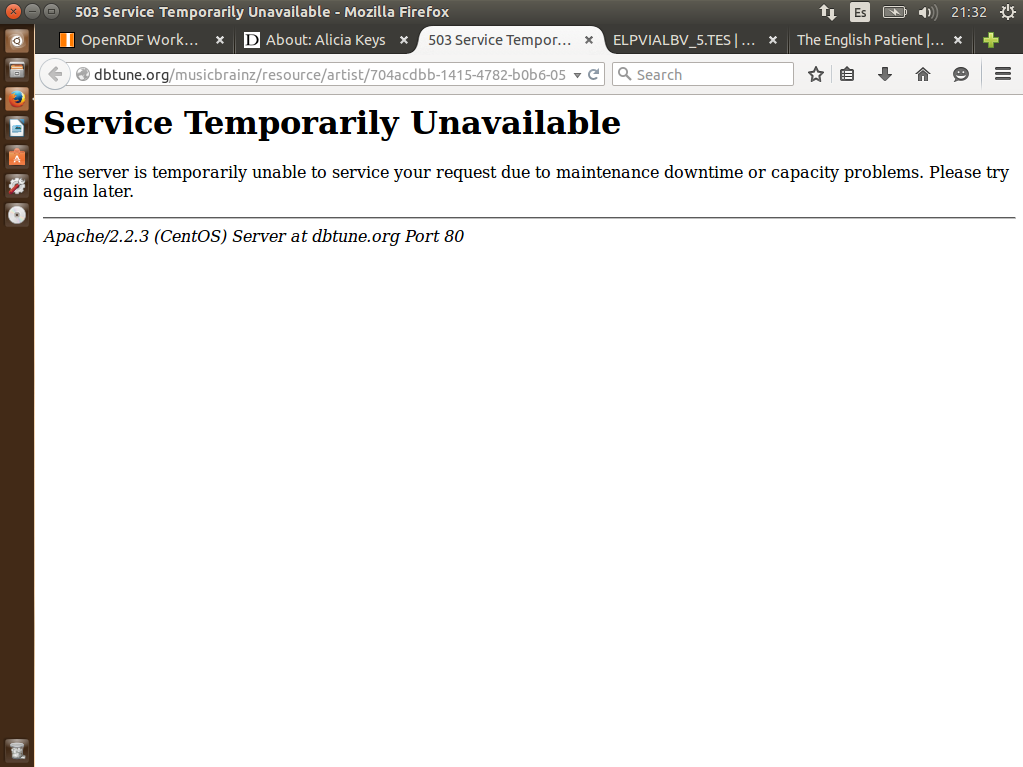 503 Service Temporarily Unavailable - Mozilla Firefox
Es
21:32
OpenRDF Work...
About: Alicia Keys
503 Service Tempor...
ELPVIALBV_5.TES | ...
The English Patient |...
dbtune.org/musicbrainz/resource/artist/704acdbb-1415-4782-b0b6-05
Search
Service Temporarily Unavailable
The server is temporarily unable to service your request due to maintenance downtime or capacity problems. Please try
again later.
Apache/2.2.3 (CentOS) Server at dbtune.org Port 80